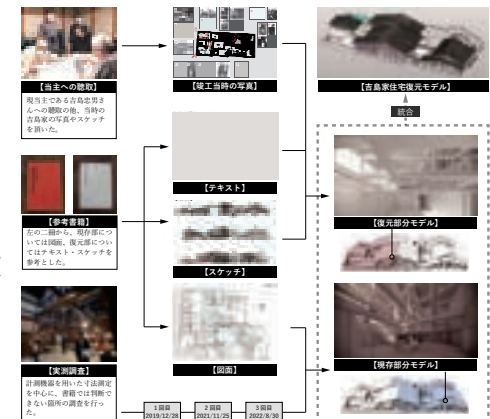 【当主への聴取】
現当主である吉島忠男さ
んへの聴取の他、当時の
吉島家の写真やスケッチ
を頂いた。
【竣工当時の写真】
【吉島家住宅復元モデル】
統合
【参考書籍】
左の二冊から、現存部につ
いては図面、復元部につい
てはテキスト・スケッチを
参考とした。
【テキスト】
【スケッチ】
【復元部分モデル】
【実測調査】
計測機器を用いた寸法測定
を中心に、書籍では判断で
きない箇所の調査を行っ
た。
【図面】
【現存部分モデル】
1回目
2019/12/28
2回目
2021/11/25
3回目
2022/8/30